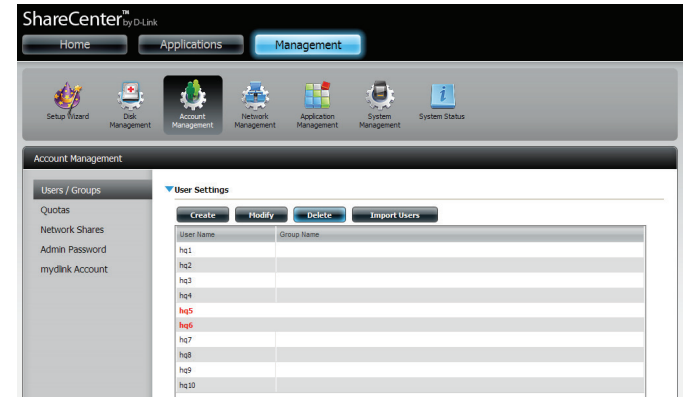 ShareCenter™ by D-Link
Home Applications Management
Setup Wizard Disk Management Account Management Network Management Application Management System Management System Status
Account Management
Users / Groups
Quotas
Network Shares
Admin Password
mydlink Account
User Settings
Create Modify Delete Import Users
User Name Group Name
hq1
hq2
hq3
hq4
hq5
hq6
hq7
hq8
hq9
hq10